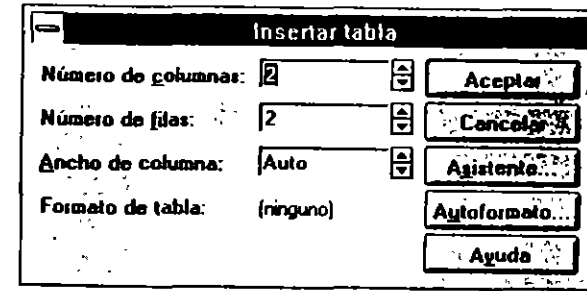 Insertar tabla
Número de columnas: 2 Aceptar
Número de filas: 2 Cancelar
Ancho de columna: Auto Asistente...
Formato de tabla: (ninguno) Autoformato...
Ayuda